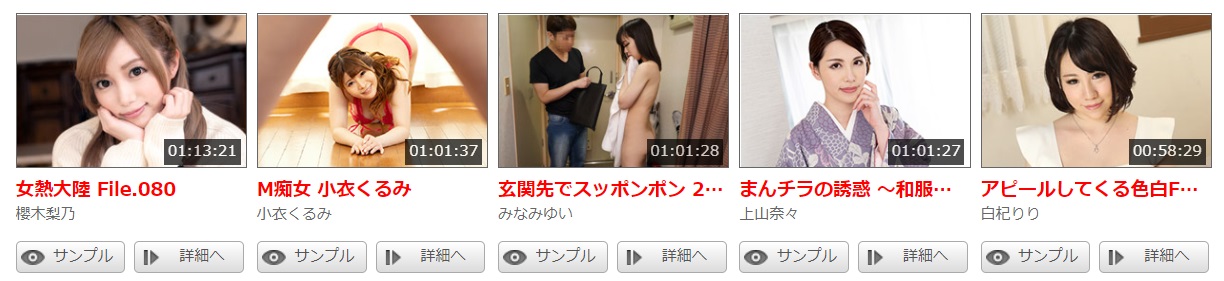 01:13:21
01:01:37
01:01:28
01:01:27
00:58:29
女熱大陸 File.080
M痴女 小衣くるみ
玄関先でスッポンポン 2…
まんチラの誘惑 ～和服…
アピールしてくる色白F…
櫻木梨乃
小衣くるみ
みなみゆい
上山奈々
白杞りり
サンプル
詳細へ
サンプル
詳細へ
サンプル
詳細へ
サンプル
詳細へ
サンプル
詳細へ